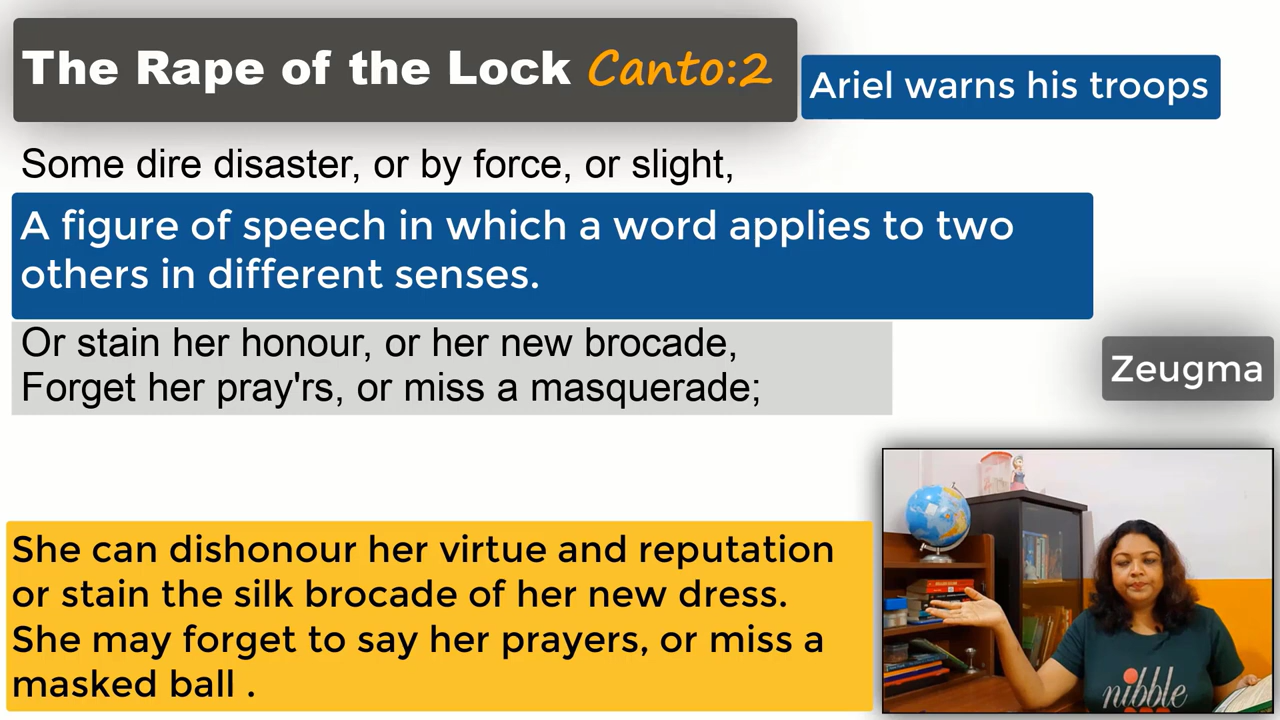 The Rape of the Lock Canto:2
Ariel warns his troops
Some dire disaster, or by force, or slight,
A figure of speech in which a word applies to two
others in different senses.
Or stain her honour, or her new brocade,
Forget her pray'rs, or miss a masquerade;
Zeugma
She can dishonour her virtue and reputation
or stain the silk brocade of her new dress.
She may forget to say her prayers, or miss a
masked ball .
nibble